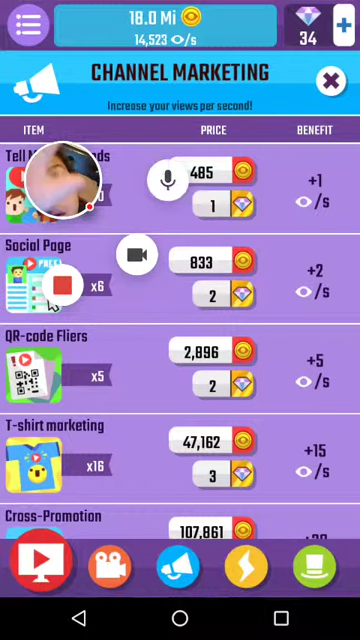 18.0 Mi
14,523 /s
34
CHANNEL MARKETING
Increase your views per second!
ITEM PRICE BENEFIT
Tell ds
485
+1
0
1
/s
Social Page
833
+2
x6
2
/s
QR-code Fliers
2,896
+5
x5
2
/s
T-shirt marketing
47,162
+15
x16
3
/s
Cross-Promotion
107,861